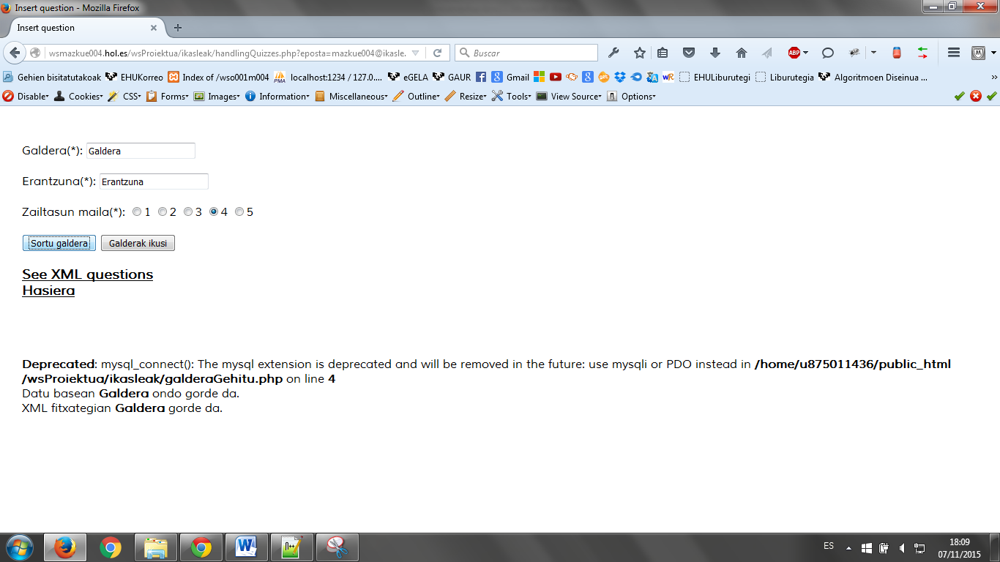 Insert question - Mozilla Firefox
Insert question
wsmazkue004.hol.es/wsProiektua/ikasleak/handlingQuizzes.php?eposta=mazkue004@ikasle.
Buscar
ABP
Gehien bisitatutakoak EHUKorreo Index of /wso001m004 localhost:1234 / 127.0.... eGELA GAUR Gmail EHULiburutegi Liburutegia Algoritmoen Diseinua ... »
Disable Cookies CSS Forms Images Information Miscellaneous Outline Resize Tools View Source Options
Galdera(*): Galdera
Erantzuna(*): Erantzuna
Zailtasun maila(*): 1 2 3 4 5
Sortu galdera Galderak ikusi
See XML questions
Hasiera
Deprecated: mysql_connect(): The mysql extension is deprecated and will be removed in the future: use mysqli or PDO instead in /home/u875011436/public_html
/wsProiektua/ikasleak/galderaGehitu.php on line 4
Datu basean Galdera ondo gorde da.
XML fitxategian Galdera gorde da.
ES
18:09
07/11/2015